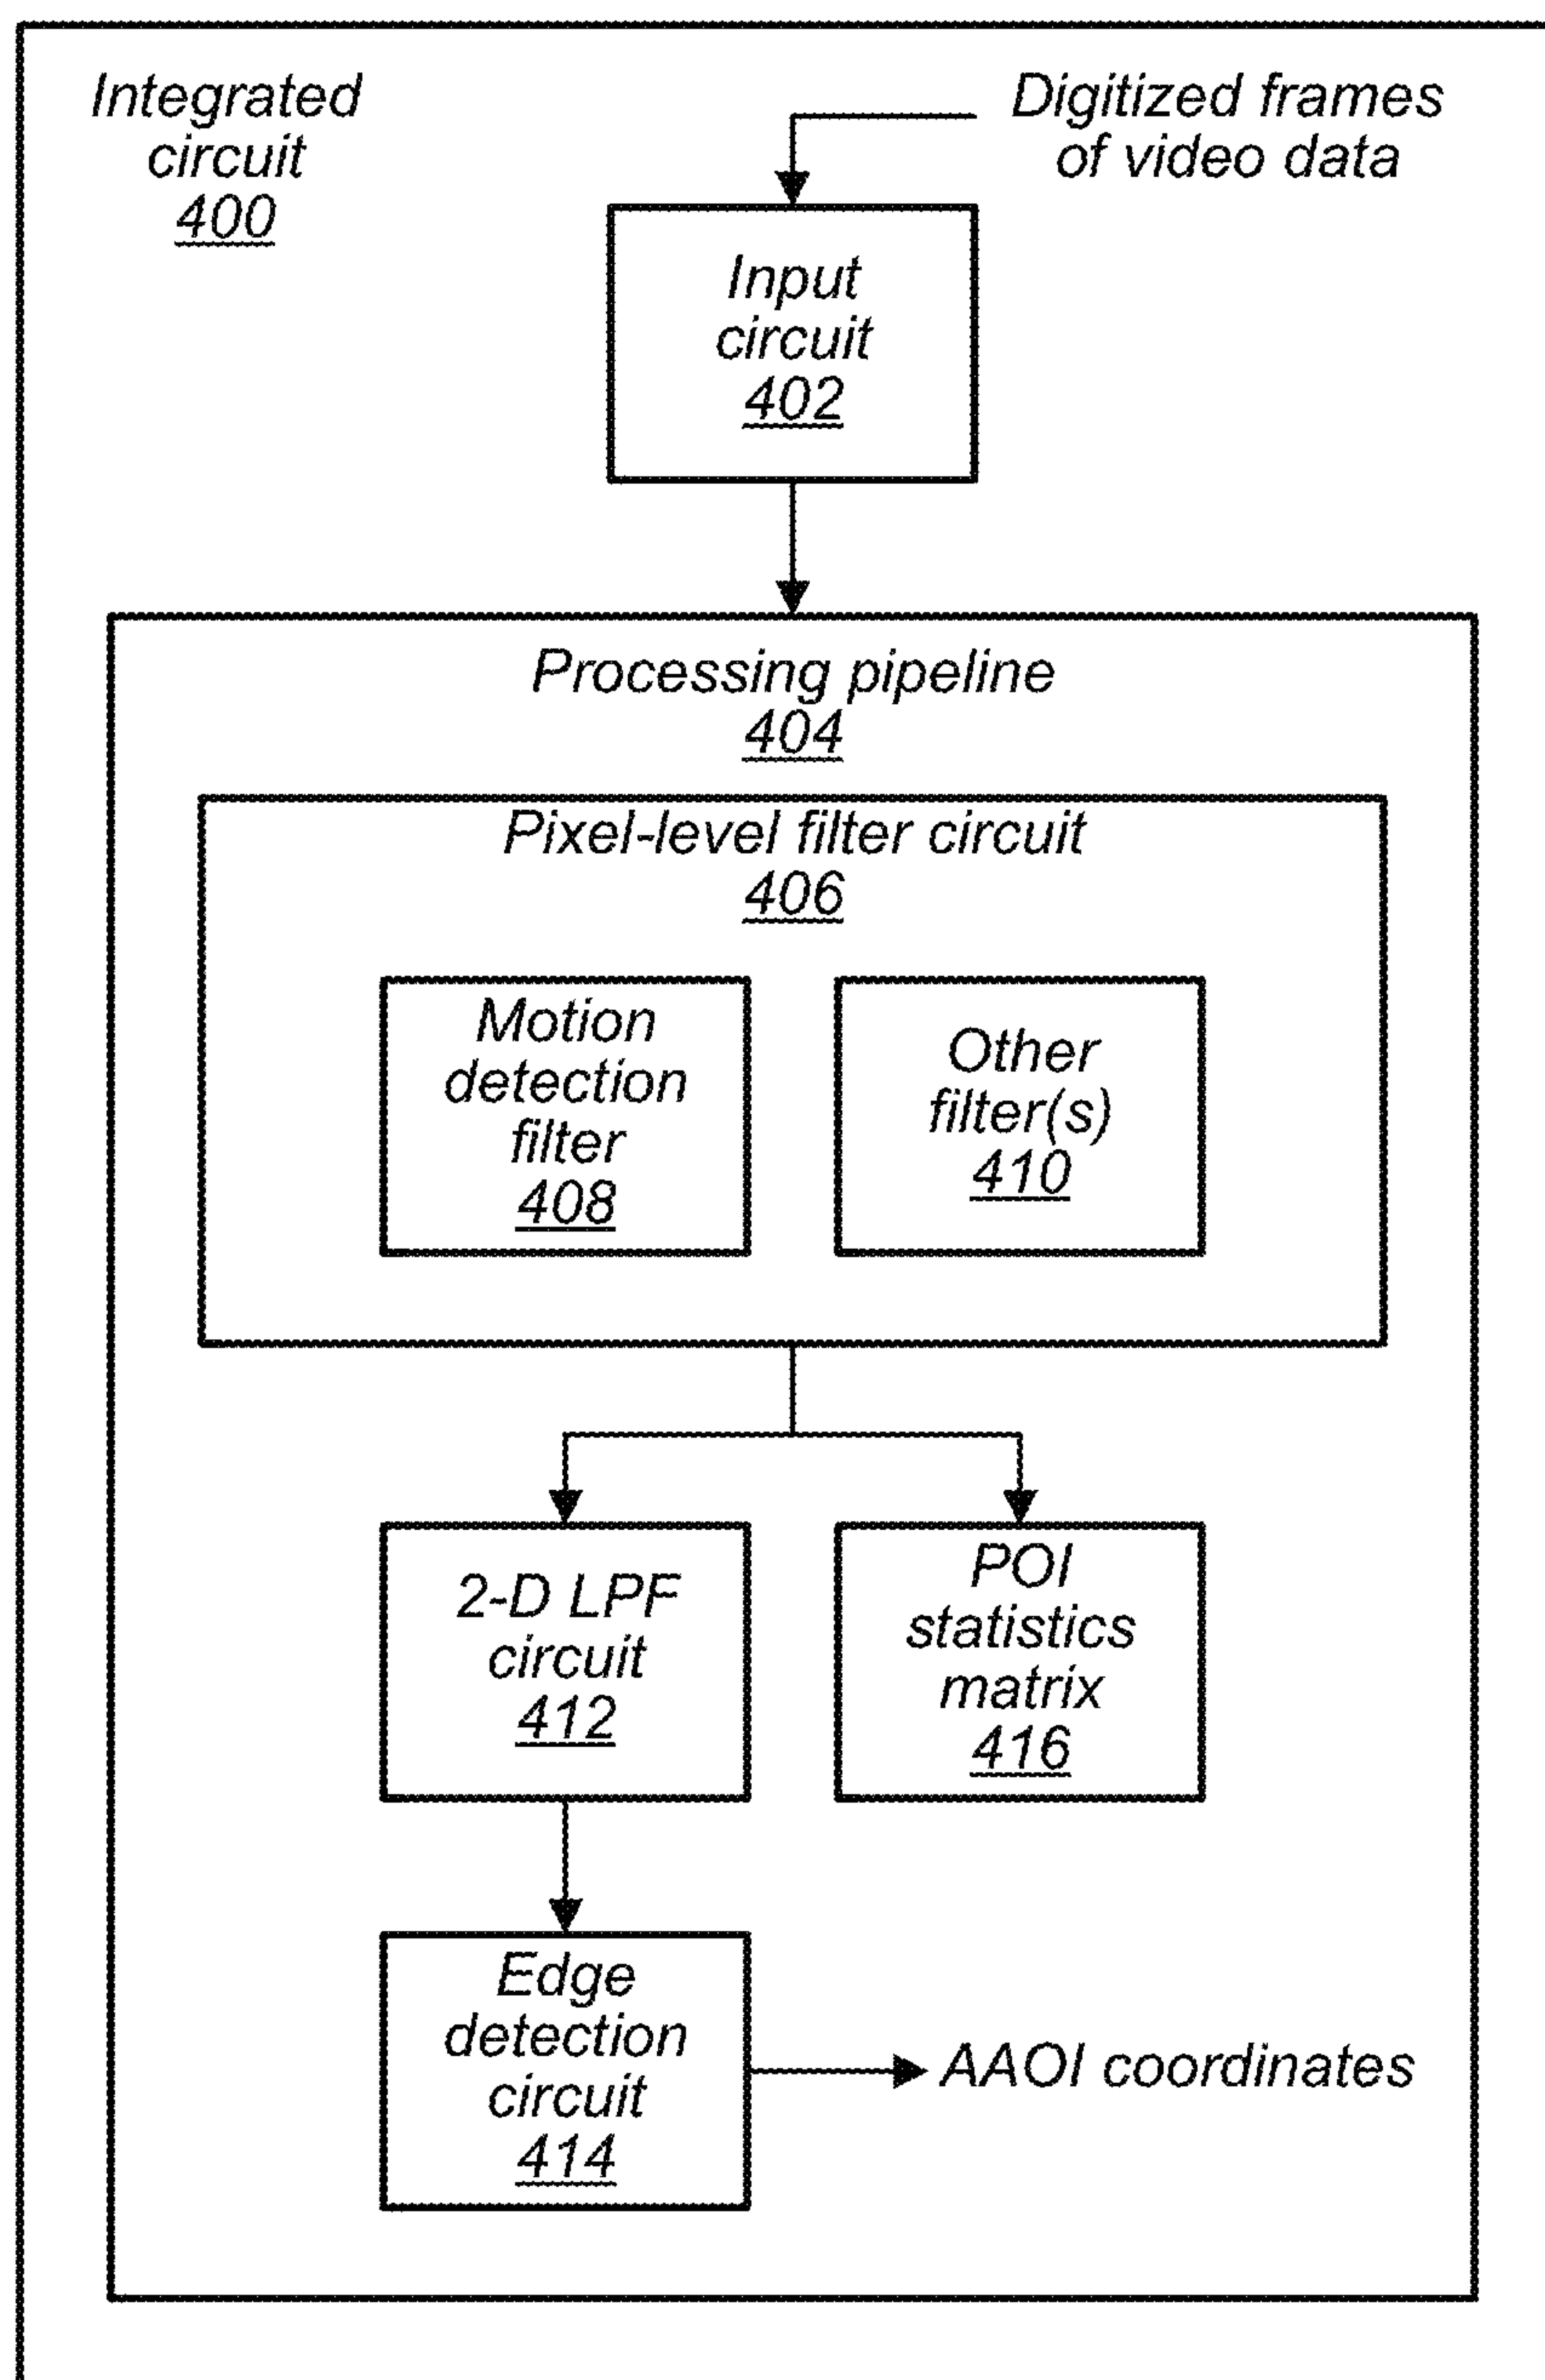 Integrated
circuit
400
Digitized frames
of video data
Input
circuit
402
Processing pipeline
404
Pixel-level filter circuit
406
Motion
detection
filter
408
Other
filter(s)
410
2-D LPF
circuit
412
POI
statistics
matrix
416
Edge
detection
circuit
414
AAOI coordinates